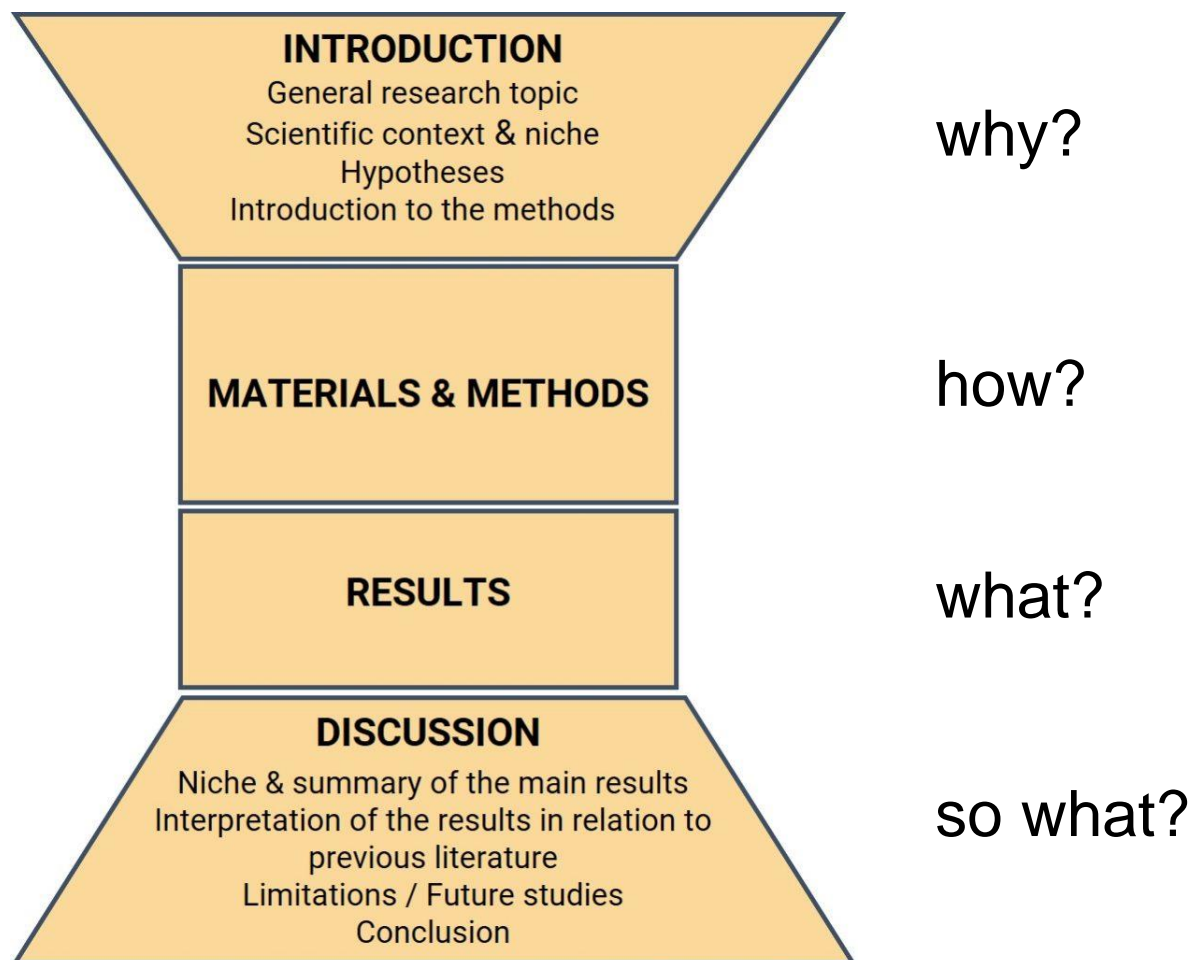 INTRODUCTION
General research topic
Scientific context & niche
Hypotheses
Introduction to the methods
why?
MATERIALS & METHODS
how?
RESULTS
what?
DISCUSSION
Niche & summary of the main results
Interpretation of the results in relation to
previous literature
Limitations / Future studies
Conclusion
so what?